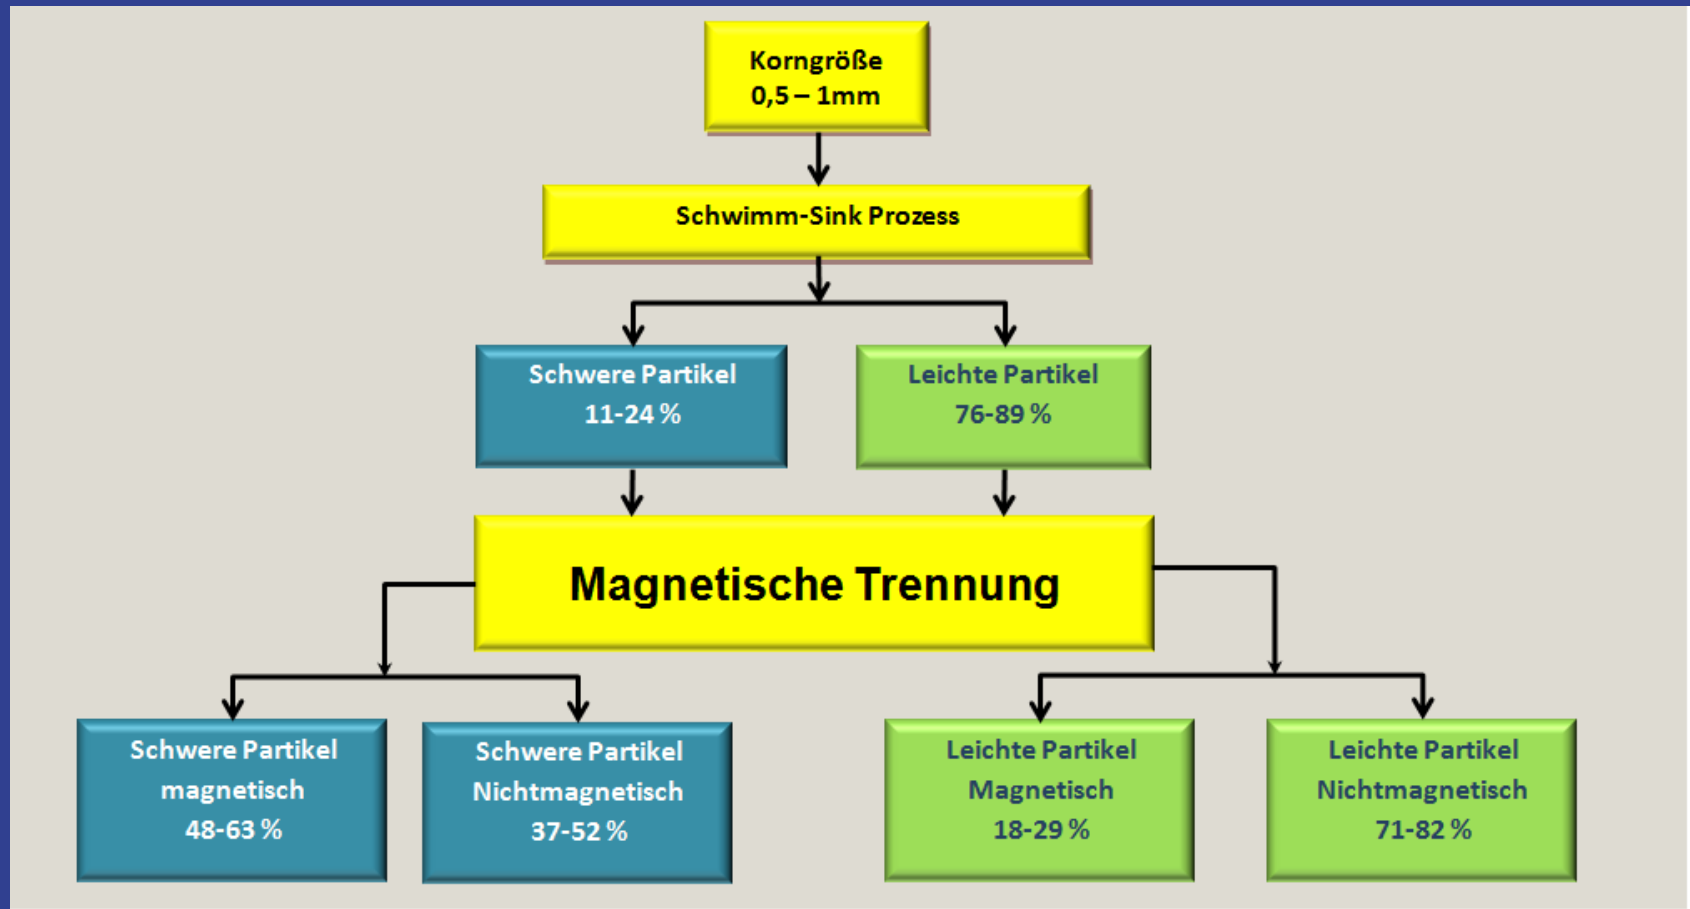 Korngröße
0,5 – 1mm
Schwimm-Sink Prozess
Schwere Partikel
11-24 %
Leichte Partikel
76-89 %
Magnetische Trennung
Schwere Partikel
magnetisch
48-63 %
Schwere Partikel
Nichtmagnetisch
37-52 %
Leichte Partikel
Magnetisch
18-29 %
Leichte Partikel
Nichtmagnetisch
71-82 %